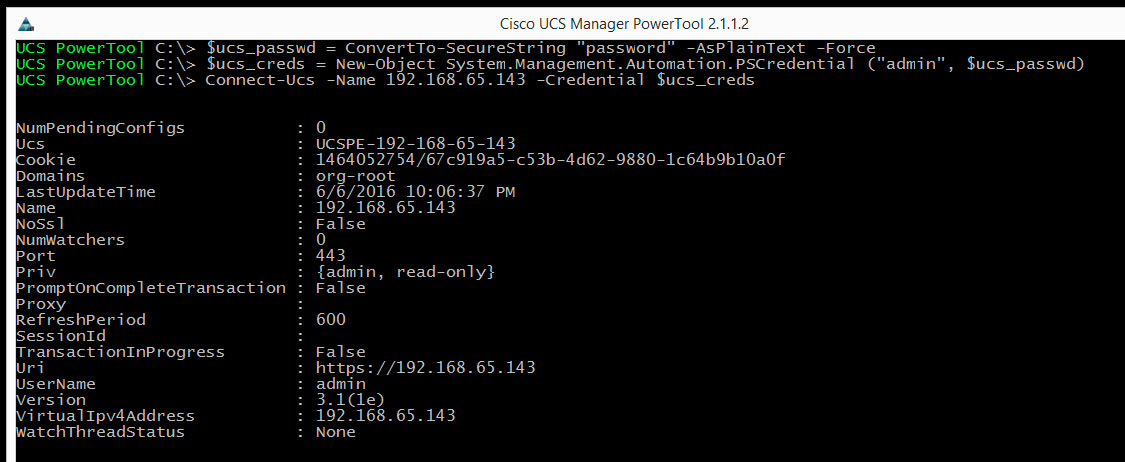 Cisco UCS Manager PowerTool 2.1.1.2
UCS PowerTool C:\> $ucs_passwd = ConvertTo-SecureString "password" -AsPlainText -Force
UCS PowerTool C:\> $ucs_creds = New-Object System.Management.Automation.PSCredential ("admin", $ucs_passwd)
UCS PowerTool C:\> Connect-Ucs -Name 192.168.65.143 -Credential $ucs_creds
NumPendingConfigs : 0
Ucs : UCSPE-192-168-65-143
Cookie : 1464052754/67c919a5-c53b-4d62-9880-1c64b9b10a0f
Domains : org-root
LastUpdateTime : 6/6/2016 10:06:37 PM
Name : 192.168.65.143
NoSsl : False
NumWatchers : 0
Port : 443
Priv : {admin, read-only}
PromptOnCompleteTransaction : False
Proxy :
RefreshPeriod : 600
SessionId :
TransactionInProgress : False
Uri : https://192.168.65.143
UserName : admin
Version : 3.1(1e)
VirtualIpv4Address : 192.168.65.143
WatchThreadStatus : None